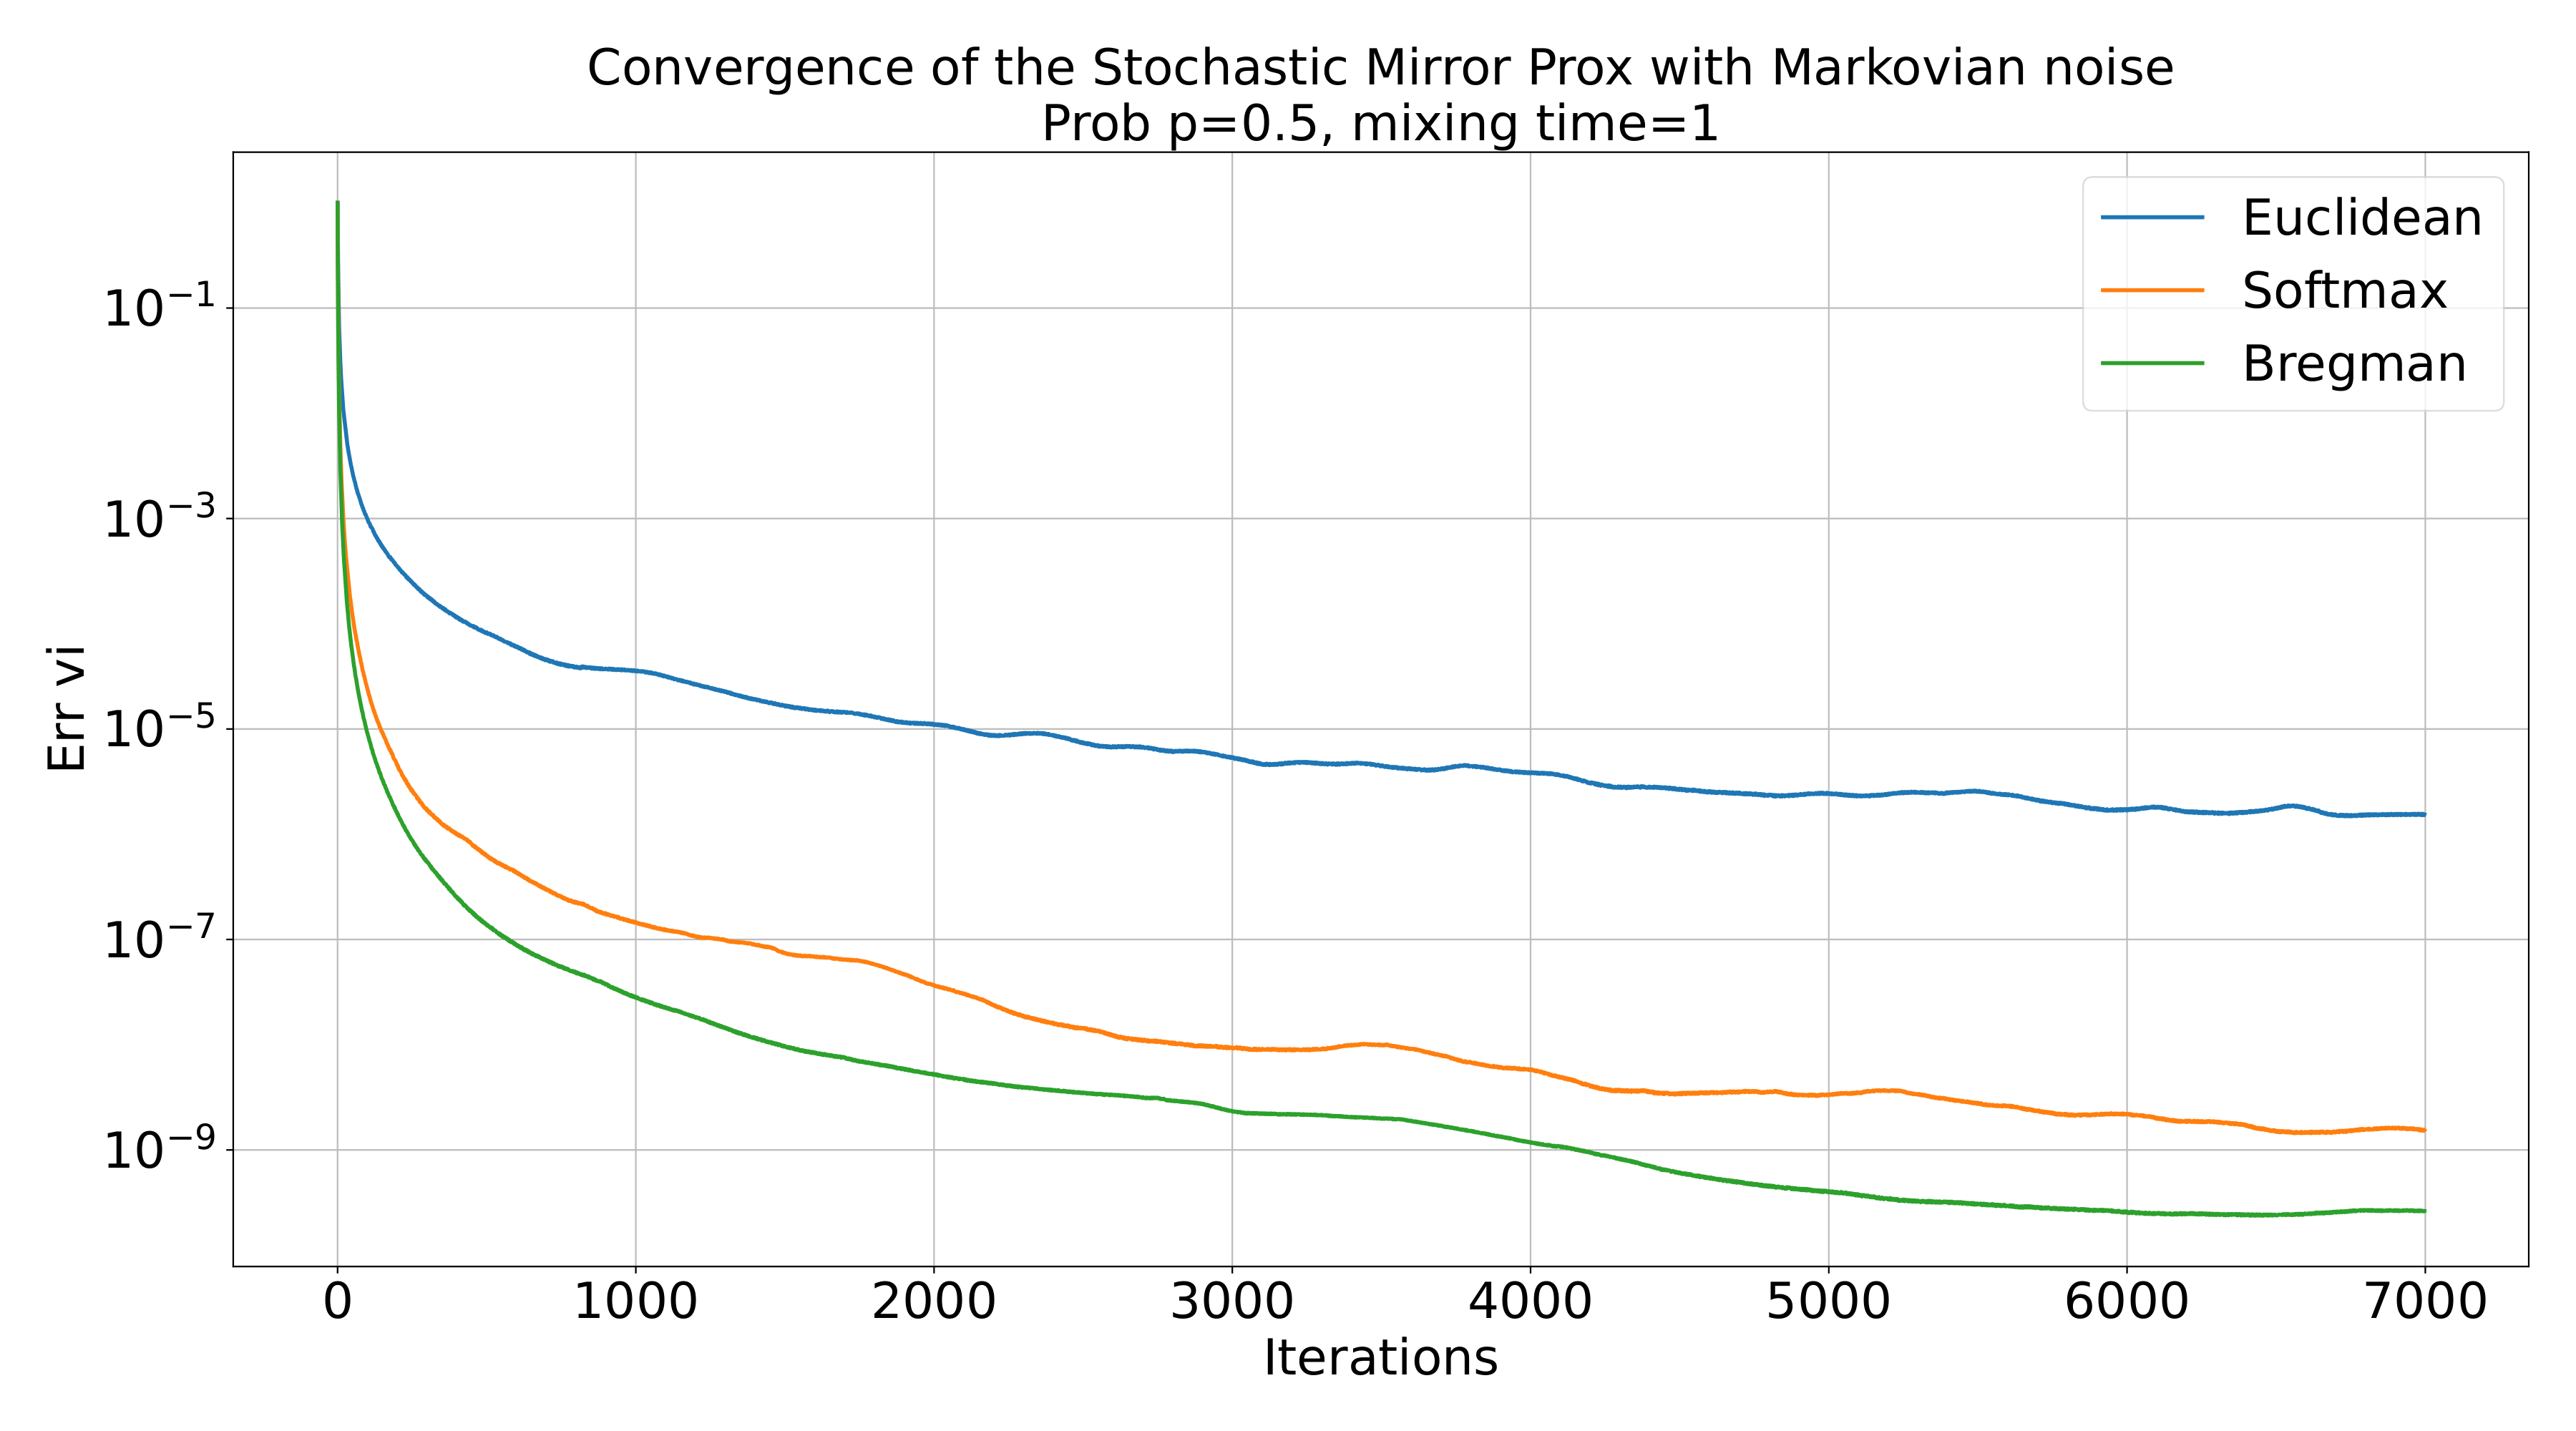 Convergence of the Stochastic Mirror Prox with Markovian noise
Prob p=0.5, mixing time=1
Euclidean
Softmax
Bregman
Err vi
10⁻¹
10⁻³
10⁻⁵
10⁻⁷
10⁻⁹
0 1000 2000 3000 4000 5000 6000 7000
Iterations